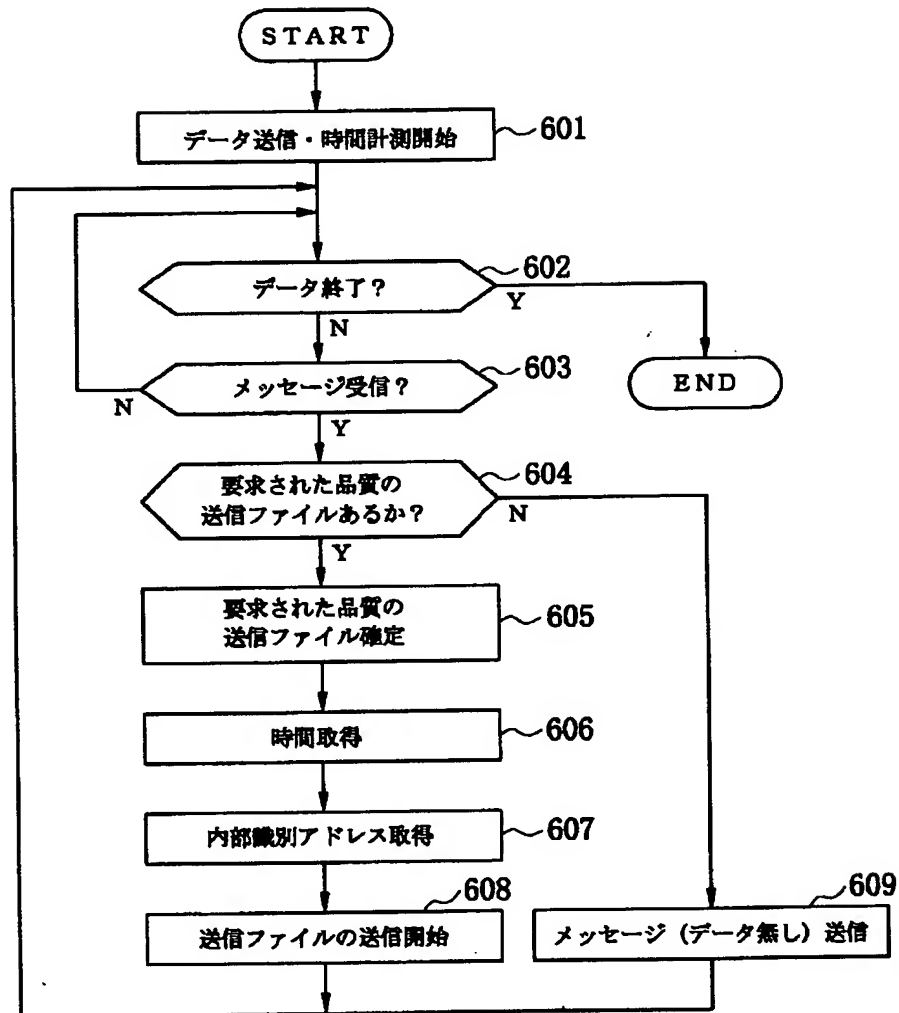 START
データ送信・時間計測開始
601
データ終了?
602
Y
N
メッセージ受信?
603
N
Y
END
要求された品質の
送信ファイルあるか?
604
N
Y
要求された品質の
送信ファイル確定
605
時間取得
606
内部識別アドレス取得
607
送信ファイルの送信開始
608
メッセージ(データ無し)送信
609